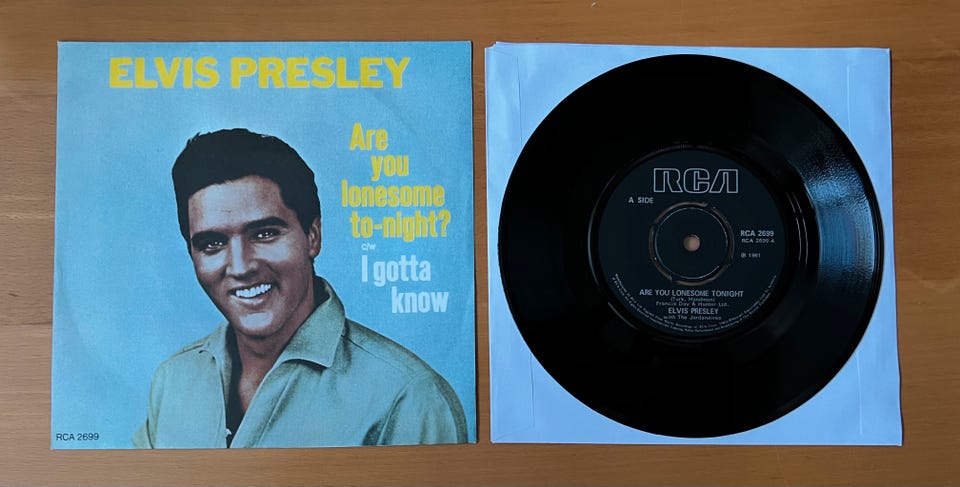 ELVIS PRESLEY
Are
you
lonesome
to-night?
c/w
I gotta
know
RCA 2699
RCA
A SIDE
RCA 2699
RCA 2699 A
℗ 1961
ARE YOU LONESOME TONIGHT
(Turk, Handman)
Francis Day & Hunter Ltd.
ELVIS PRESLEY
with The Jordanaires